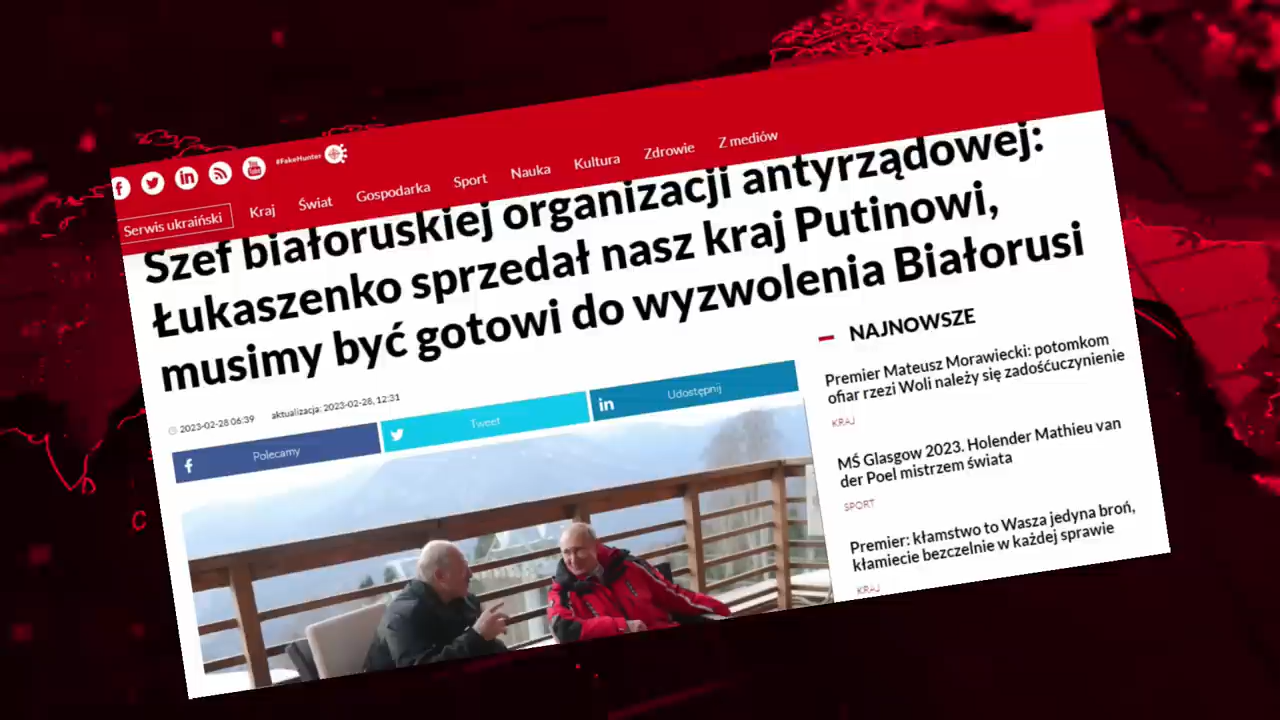 #FakeHunter
Serwis ukraiński
Kraj
Świat
Gospodarka
Sport
Nauka
Kultura
Zdrowie
Z mediów
Szef białoruskiej organizacji antyrządowej:
Łukaszenko sprzedał nasz kraj Putinowi,
musimy być gotowi do wyzwolenia Białorusi
2023-02-28 06:39 aktualizacja: 2023-02-28, 12:31
Polecamy
Tweet
Udostępnij
NAJNOWSZE
Premier Mateusz Morawiecki: potomkom
ofiar rzezi Woli należy się zadośćuczynienie
KRAJ
MŚ Glasgow 2023. Holender Mathieu van
der Poel mistrzem świata
SPORT
Premier: kłamstwo to Wasza jedyna broń,
kłamiecie bezczelnie w każdej sprawie
KRAJ